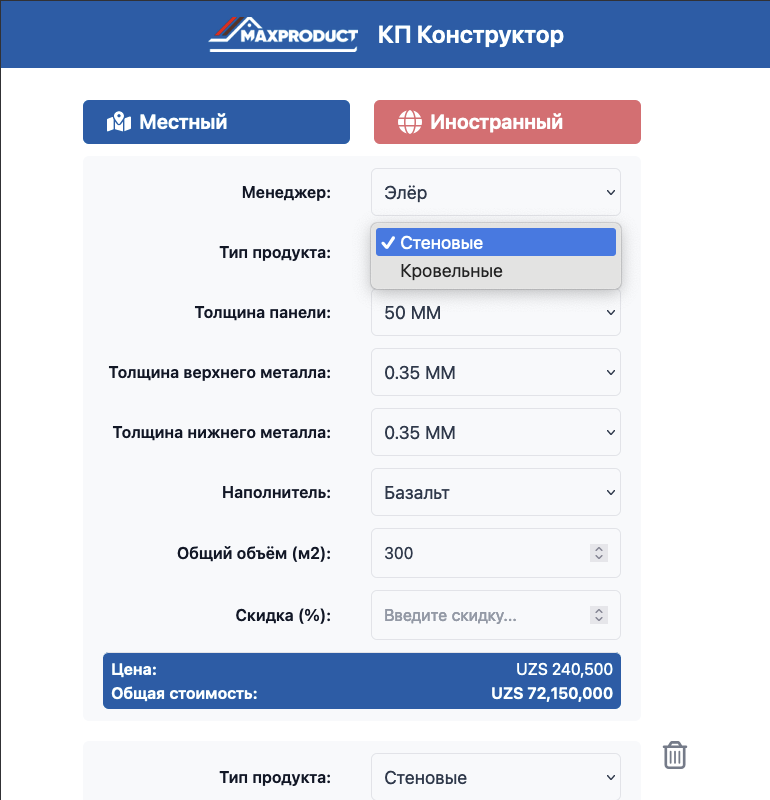 MAXPRODUCT КП Конструктор
Местный Иностранный
Менеджер: Элёр
Тип продукта: ✓ Стеновые
Кровельные
Толщина панели: 50 ММ
Толщина верхнего металла: 0.35 ММ
Толщина нижнего металла: 0.35 ММ
Наполнитель: Базальт
Общий объём (м2): 300
Скидка (%): Введите скидку...
Цена: UZS 240,500
Общая стоимость: UZS 72,150,000
Тип продукта: Стеновые